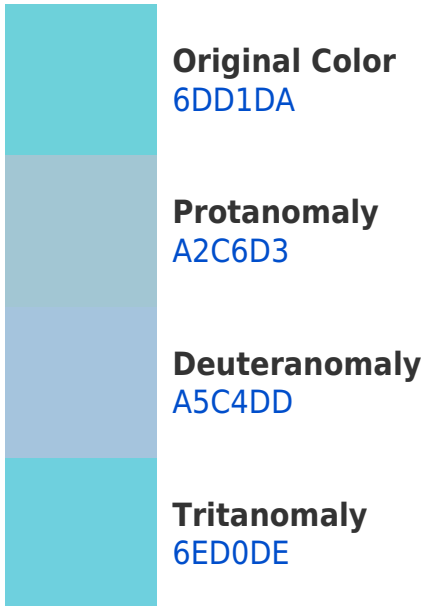 Original Color
6DD1DA
Protanomaly
A2C6D3
Deuteranomaly
A5C4DD
Tritanomaly
6ED0DE